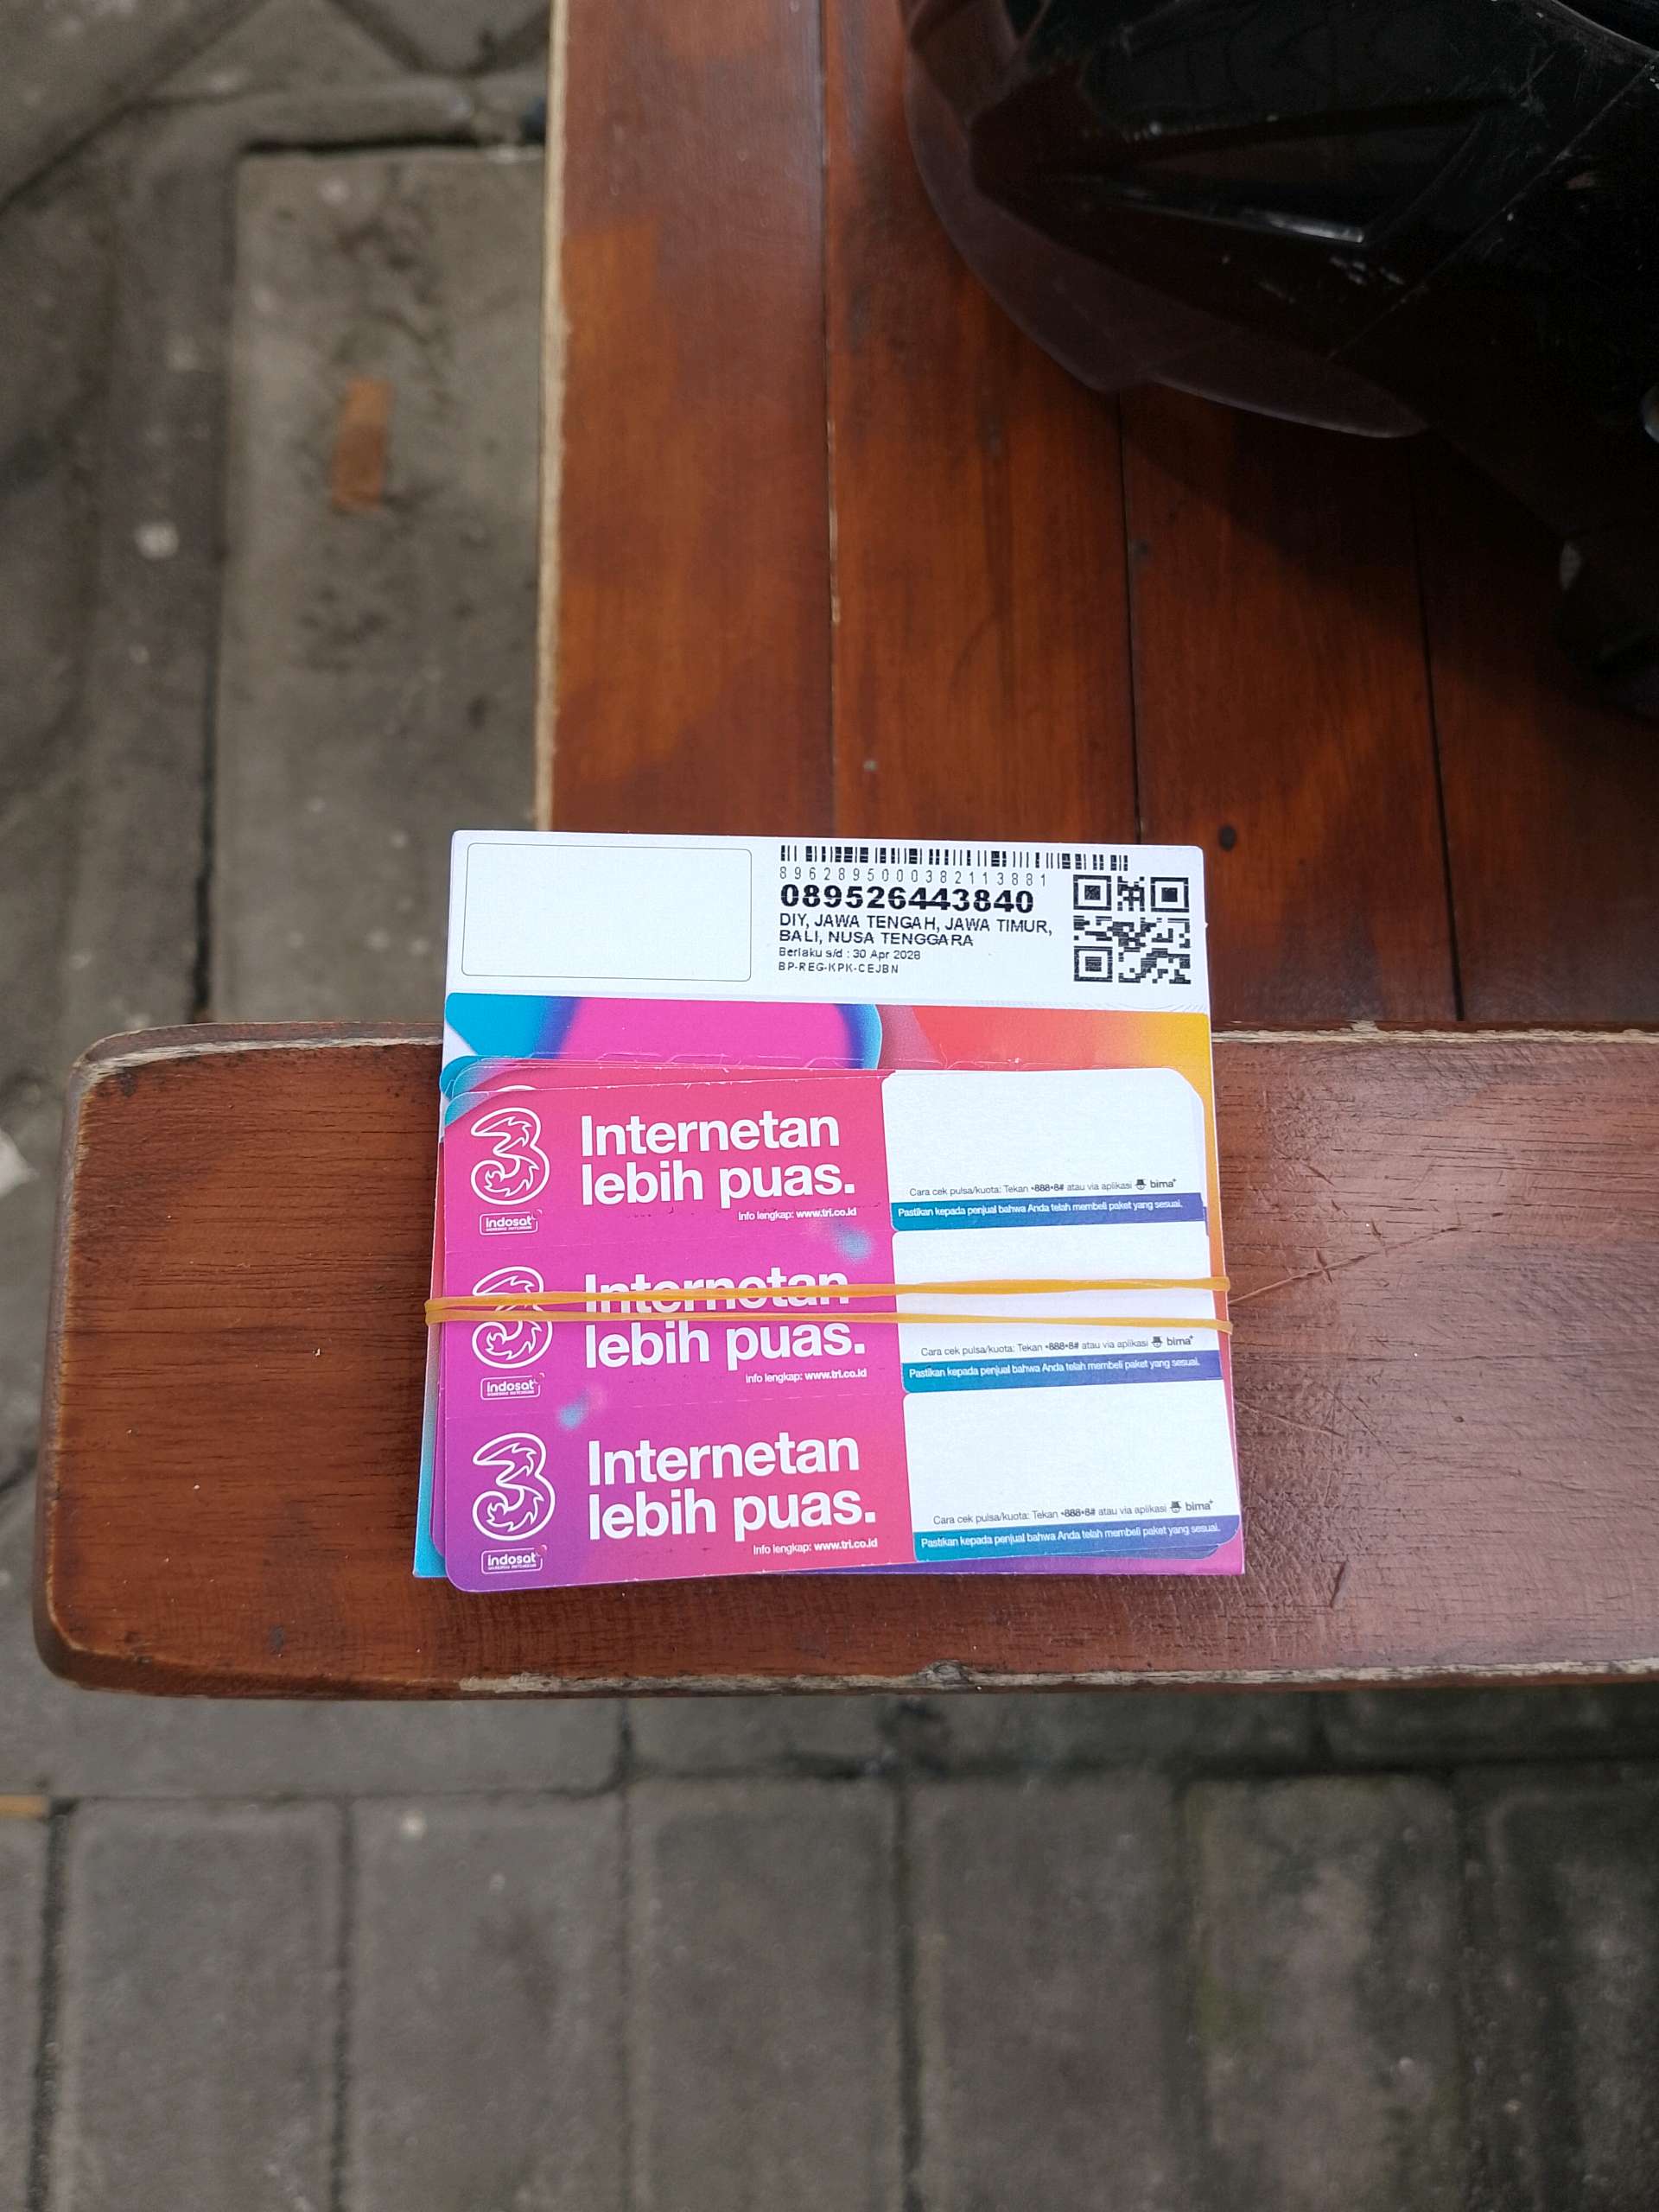 8962895000382113881
089526443840
DIY, JAWA TENGAH, JAWA TIMUR,
BALI, NUSA TENGGARA
Berlaku s/d : 30 Apr 2028
BP-REG-KPK-CEJBN
3
Internetan
lebih puas.
info lengkap: www.tri.co.id
indosat
Cara cek pulsa/kuota: Tekan *888*8# atau via aplikasi bima+
Pastikan kepada penjual bahwa Anda telah membeli paket yang sesuai.
3
Internetan
lebih puas.
info lengkap: www.tri.co.id
indosat
Cara cek pulsa/kuota: Tekan *888*8# atau via aplikasi bima+
Pastikan kepada penjual bahwa Anda telah membeli paket yang sesuai.
3
Internetan
lebih puas.
info lengkap: www.tri.co.id
indosat
Cara cek pulsa/kuota: Tekan *888*8# atau via aplikasi bima+
Pastikan kepada penjual bahwa Anda telah membeli paket yang sesuai.